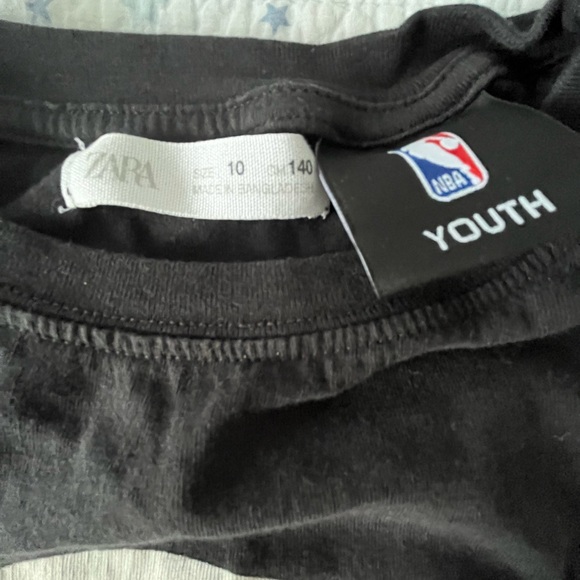 ZARA
SIZE 10 CM 140
MADE IN BANGLADESH
NBA
YOUTH